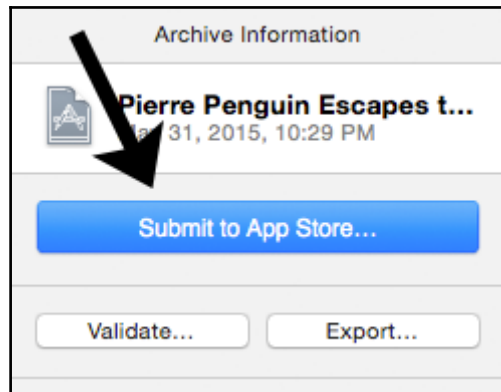 Archive Information
Pierre Penguin Escapes t...
31, 2015, 10:29 PM
Submit to App Store...
Validate...
Export...